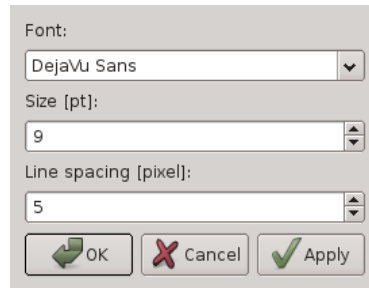 Font:
DejaVu Sans
Size [pt]:
9
Line spacing [pixel]:
5
OK Cancel Apply